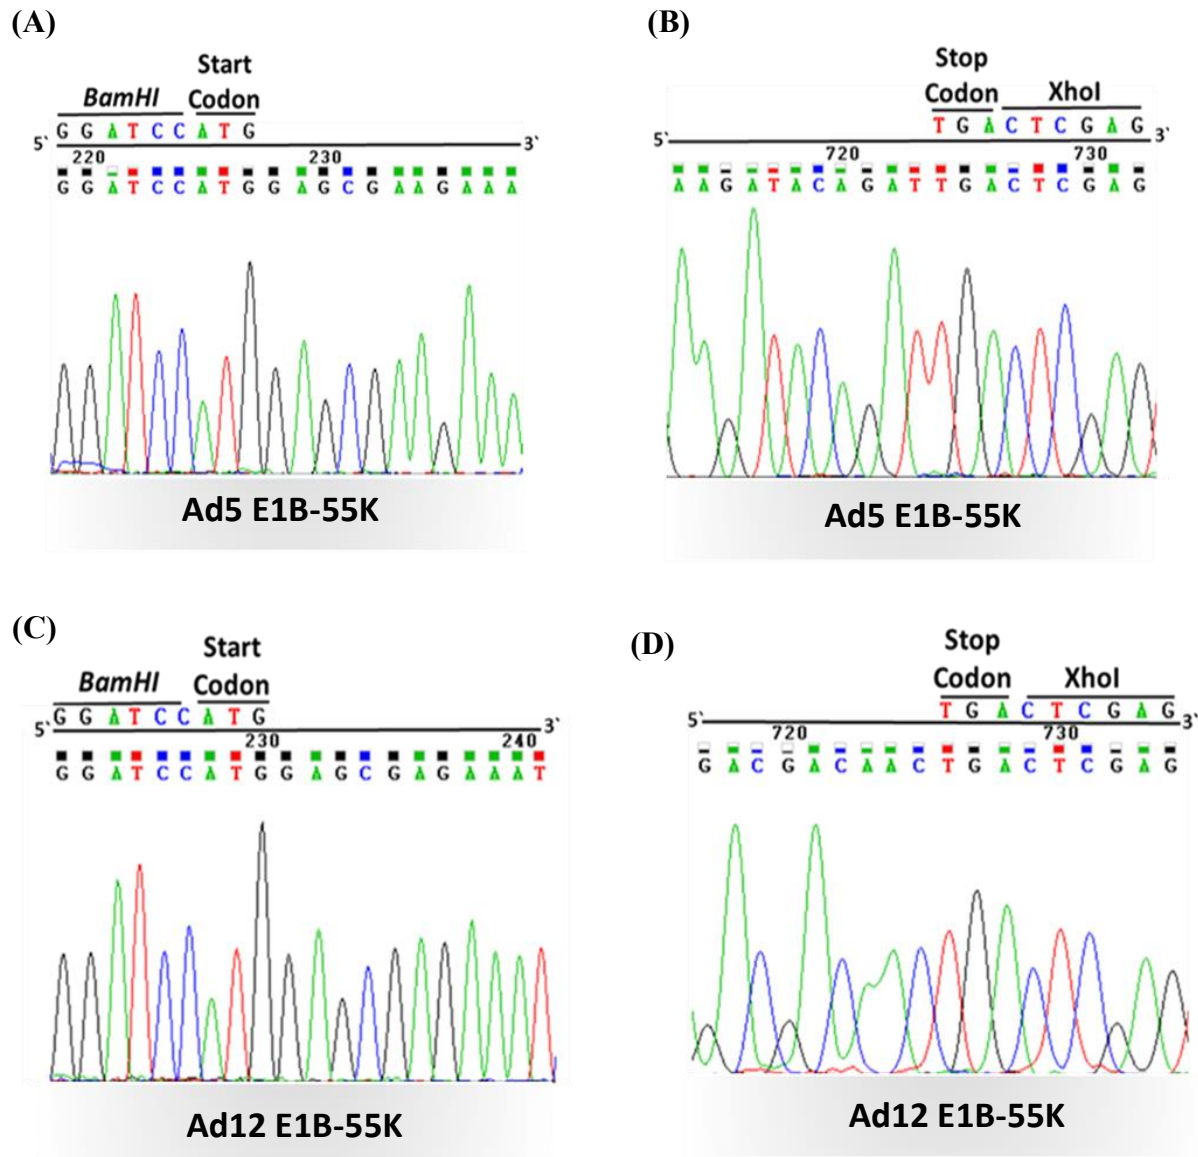 (A)
Start
BamHI Codon
G G A T C C A T G
5` 3`
220 230
G G A T C C A T G G A G C G A A G A A A
Ad5 E1B-55K
(B)
Stop
Codon XhoI
T G A C T C G A G
5` 3`
720 730
A A G A T A C A G A T T G A C T C G A G
Ad5 E1B-55K
(C)
Start
BamHI Codon
G G A T C C A T G
5` 3`
230 240
G G A T C C A T G G A G C G A G A A A T
Ad12 E1B-55K
(D)
Stop
Codon XhoI
T G A C T C G A G
5` 3`
720 730
G A C G A C A A C T G A C T C G A G
Ad12 E1B-55K